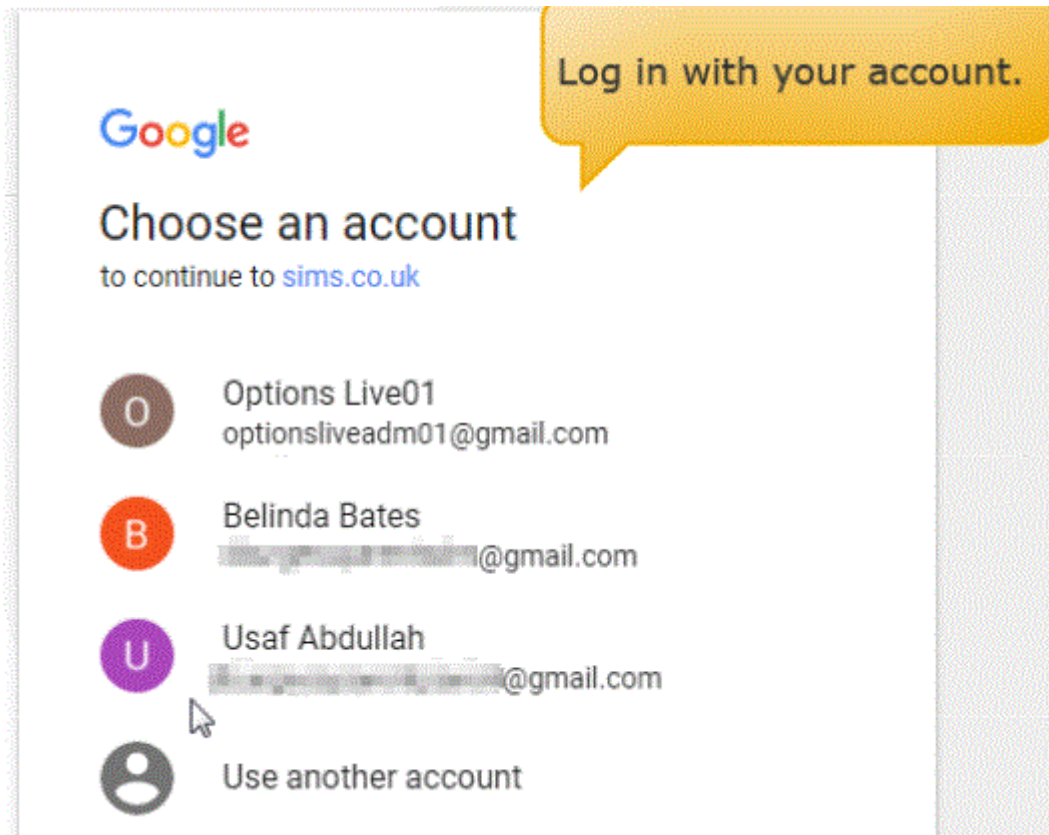 Log in with your account.
Google
Choose an account
to continue to sims.co.uk
O
Options Live01
optionsliveadm01@gmail.com
B
Belinda Bates
@gmail.com
U
Usaf Abdullah
@gmail.com
Use another account